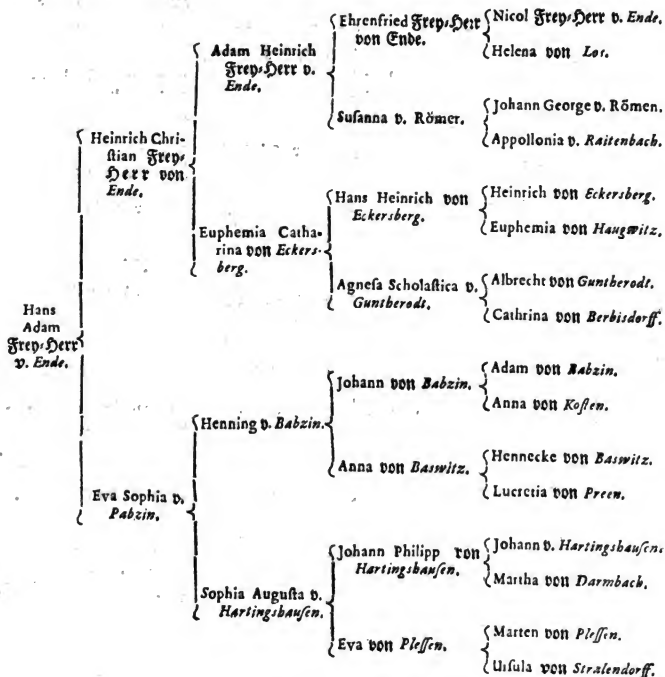 Hans
Adam
Frey-Herr
v. Ende.
Heinrich Chri-
ſtian Frey-
Herr von
Ende.
Eva Sophia v.
Pabzin.
Adam Heinrich
Frey-Herr v.
Ende.
Euphemia Catha-
rina von Eckers-
berg.
Henning v. Babzin.
Sophia Auguſta v.
Hartingshauſen.
Ehrenfried Frey-Herr
von Ende.
Suſanna v. Römer.
Hans Heinrich von
Eckersberg.
Agneſa Scholaſtica v.
Guntherodt.
Johann von Babzin.
Anna von Baswitz.
Johann Philipp von
Hartingshauſen.
Eva von Pleſſen.
Nicol Frey-Herr v. Ende.
Helena von Los.
Johann George v. Römen.
Appollonia v. Raitenbach.
Heinrich von Eckersberg.
Euphemia von Haugwitz.
Albrecht von Guntherodt.
Cathrina von Berbisdorff.
Adam von Babzin.
Anna von Koſten.
Hennecke von Baswitz.
Lucretia von Preen.
Johann v. Hartingshauſen.
Martha von Darmbach.
Marten von Pleſſen.
Urſula von Stralendorff.